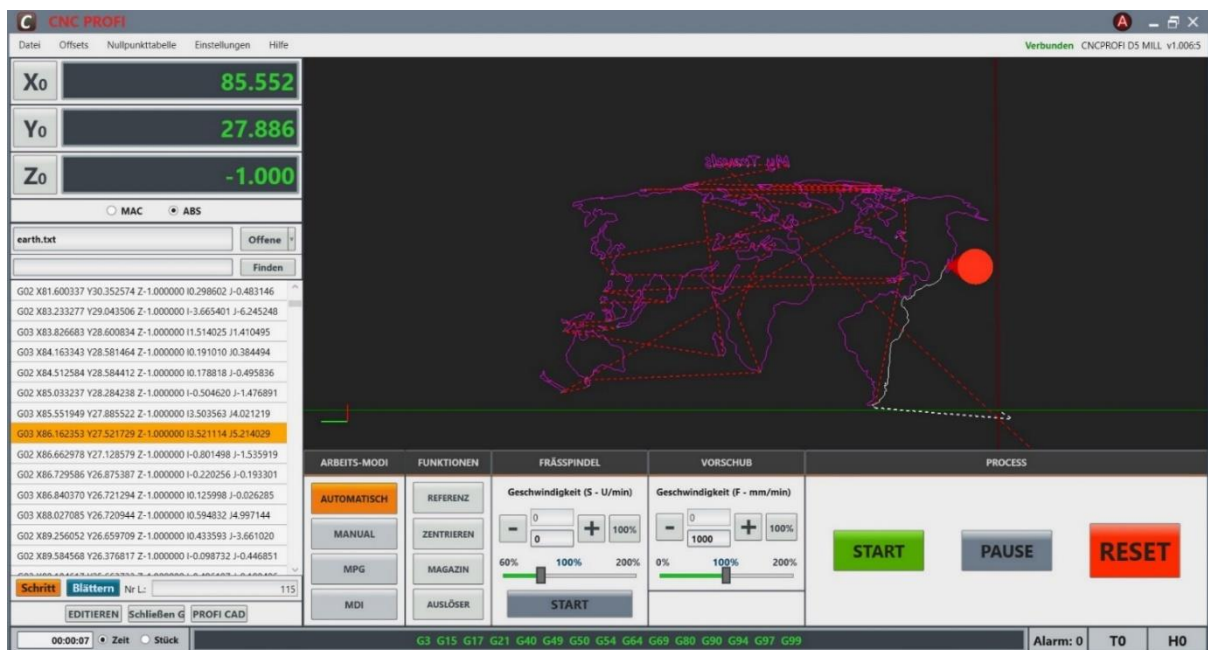 C CNC PROFI A
Datei Offsets Nullpunkttabelle Einstellungen Hilfe Verbunden CNCPROFI D5 MILL v1.006:5
X0 85.552
Y0 27.886
Z0 -1.000
MAC ABS
earth.txt Offene
Finden
G02 X81.600337 Y30.352574 Z-1.000000 I0.298602 J-0.483146
G02 X83.233277 Y29.043506 Z-1.000000 I-3.665401 J-6.245248
G03 X83.826683 Y28.600834 Z-1.000000 I1.514025 J1.410495
G03 X84.163343 Y28.581464 Z-1.000000 I0.191010 J0.384494
G02 X84.512584 Y28.584412 Z-1.000000 I0.178818 J-0.495836
G02 X85.033237 Y28.284238 Z-1.000000 I-0.504620 J-1.476891
G03 X85.551949 Y27.885522 Z-1.000000 I3.503563 J4.021219
G03 X86.162353 Y27.521729 Z-1.000000 I3.521114 J5.214029
G02 X86.662978 Y27.128579 Z-1.000000 I-0.801498 J-1.535919
G02 X86.729586 Y26.875387 Z-1.000000 I-0.220256 J-0.193301
G03 X86.840370 Y26.721294 Z-1.000000 I0.125998 J-0.026285
G03 X88.027085 Y26.720944 Z-1.000000 I0.594832 J4.997144
G02 X89.256052 Y26.659709 Z-1.000000 I0.433593 J-3.661020
G02 X89.584568 Y26.376817 Z-1.000000 I-0.098732 J-0.446851
Schritt Blättern Nr L: 115
EDITIEREN Schließen G PROFI CAD
ARBEITS-MODI
AUTOMATISCH
MANUAL
MPG
MDI
FUNKTIONEN
REFERENZ
ZENTRIEREN
MAGAZIN
AUSLÖSER
FRÄSSPINDEL
Geschwindigkeit (S - U/min)
- 0 + 100%
0
60% 100% 200%
START
VORSCHUB
Geschwindigkeit (F - mm/min)
- 0 + 100%
1000
0% 100% 200%
PROCESS
START PAUSE RESET
00:00:07 Zeit Stück G3 G15 G17 G21 G40 G49 G50 G54 G64 G69 G80 G90 G94 G97 G99 Alarm: 0 T0 H0